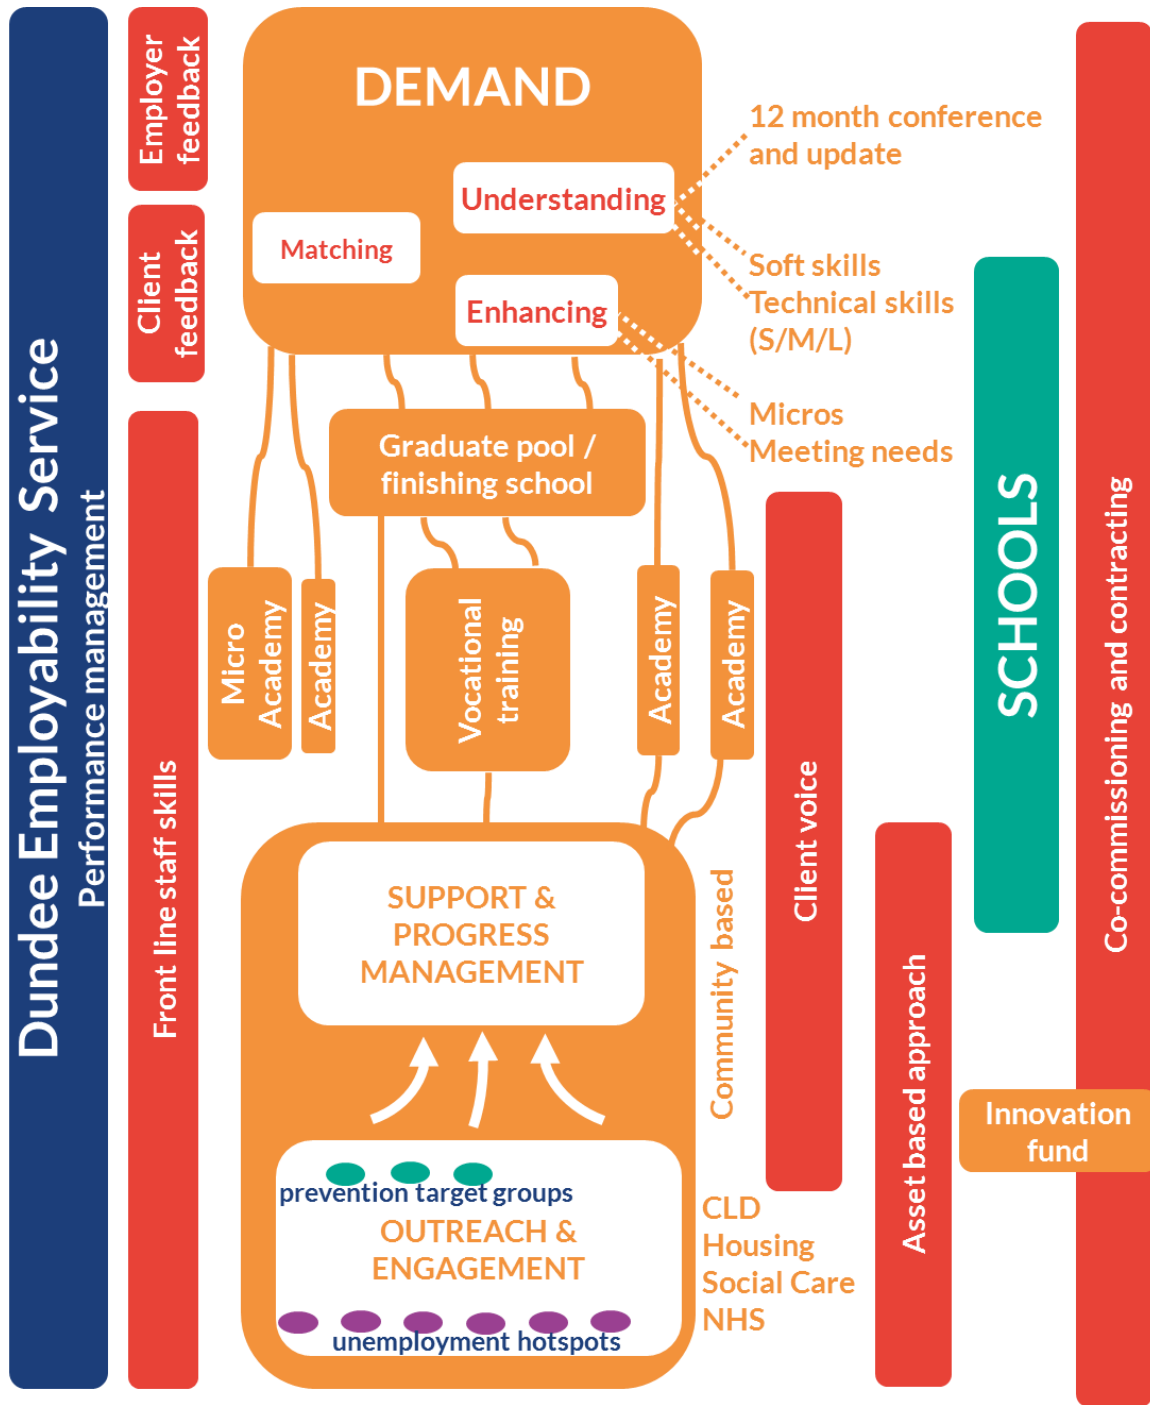 Dundee Employability Service
Performance management
Employer
feedback
Client
feedback
Front line staff skills
DEMAND
Understanding
Matching
Enhancing
12 month conference
and update
Soft skills
Technical skills
(S/M/L)
Micros
Meeting needs
Graduate pool /
finishing school
Micro
Academy
Academy
Vocational
training
Academy
Academy
SUPPORT &
PROGRESS
MANAGEMENT
prevention target groups
OUTREACH &
ENGAGEMENT
unemployment hotspots
Community based
CLD
Housing
Social Care
NHS
Client voice
Asset based approach
SCHOOLS
Innovation
fund
Co-commissioning and contracting